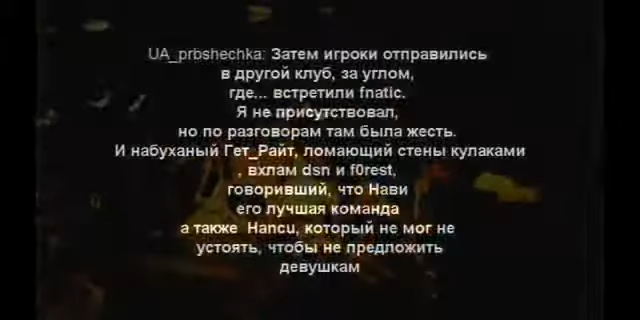 UA_prbshechka: Затем игроки отправились
в другой клуб, за углом,
где... встретили fnatic.
Я не присутствовал,
но по разговорам там была жесть.
И набуханый Гет_Райт, ломающий стены кулаками
, вхлам dsn и f0rest,
говоривший, что Нави
его лучшая команда
а также Hancu, который не мог не
устоять, чтобы не предложить
девушкам